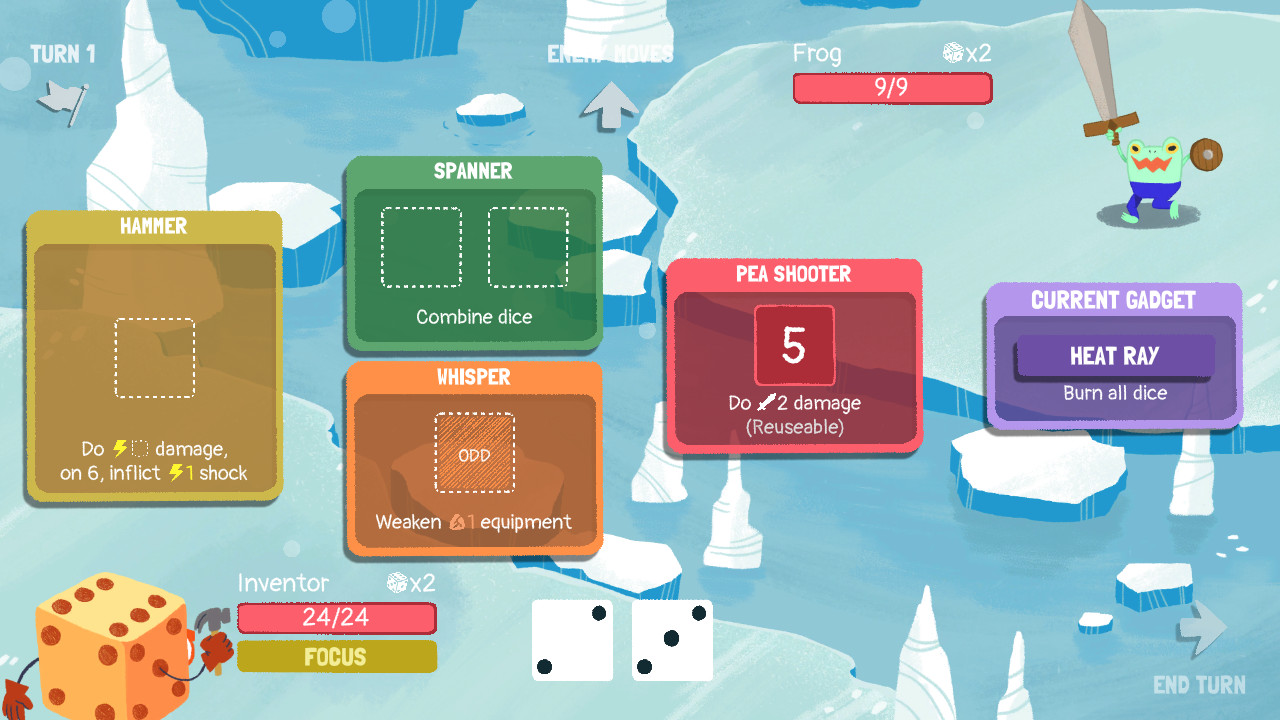 TURN 1
ENEMY MOVES
Frog
x2
9/9
HAMMER
Do damage,
on 6, inflict 1 shock
SPANNER
Combine dice
WHISPER
ODD
Weaken 1 equipment
PEA SHOOTER
5
Do 2 damage
(Reuseable)
CURRENT GADGET
HEAT RAY
Burn all dice
Inventor
x2
24/24
FOCUS
END TURN